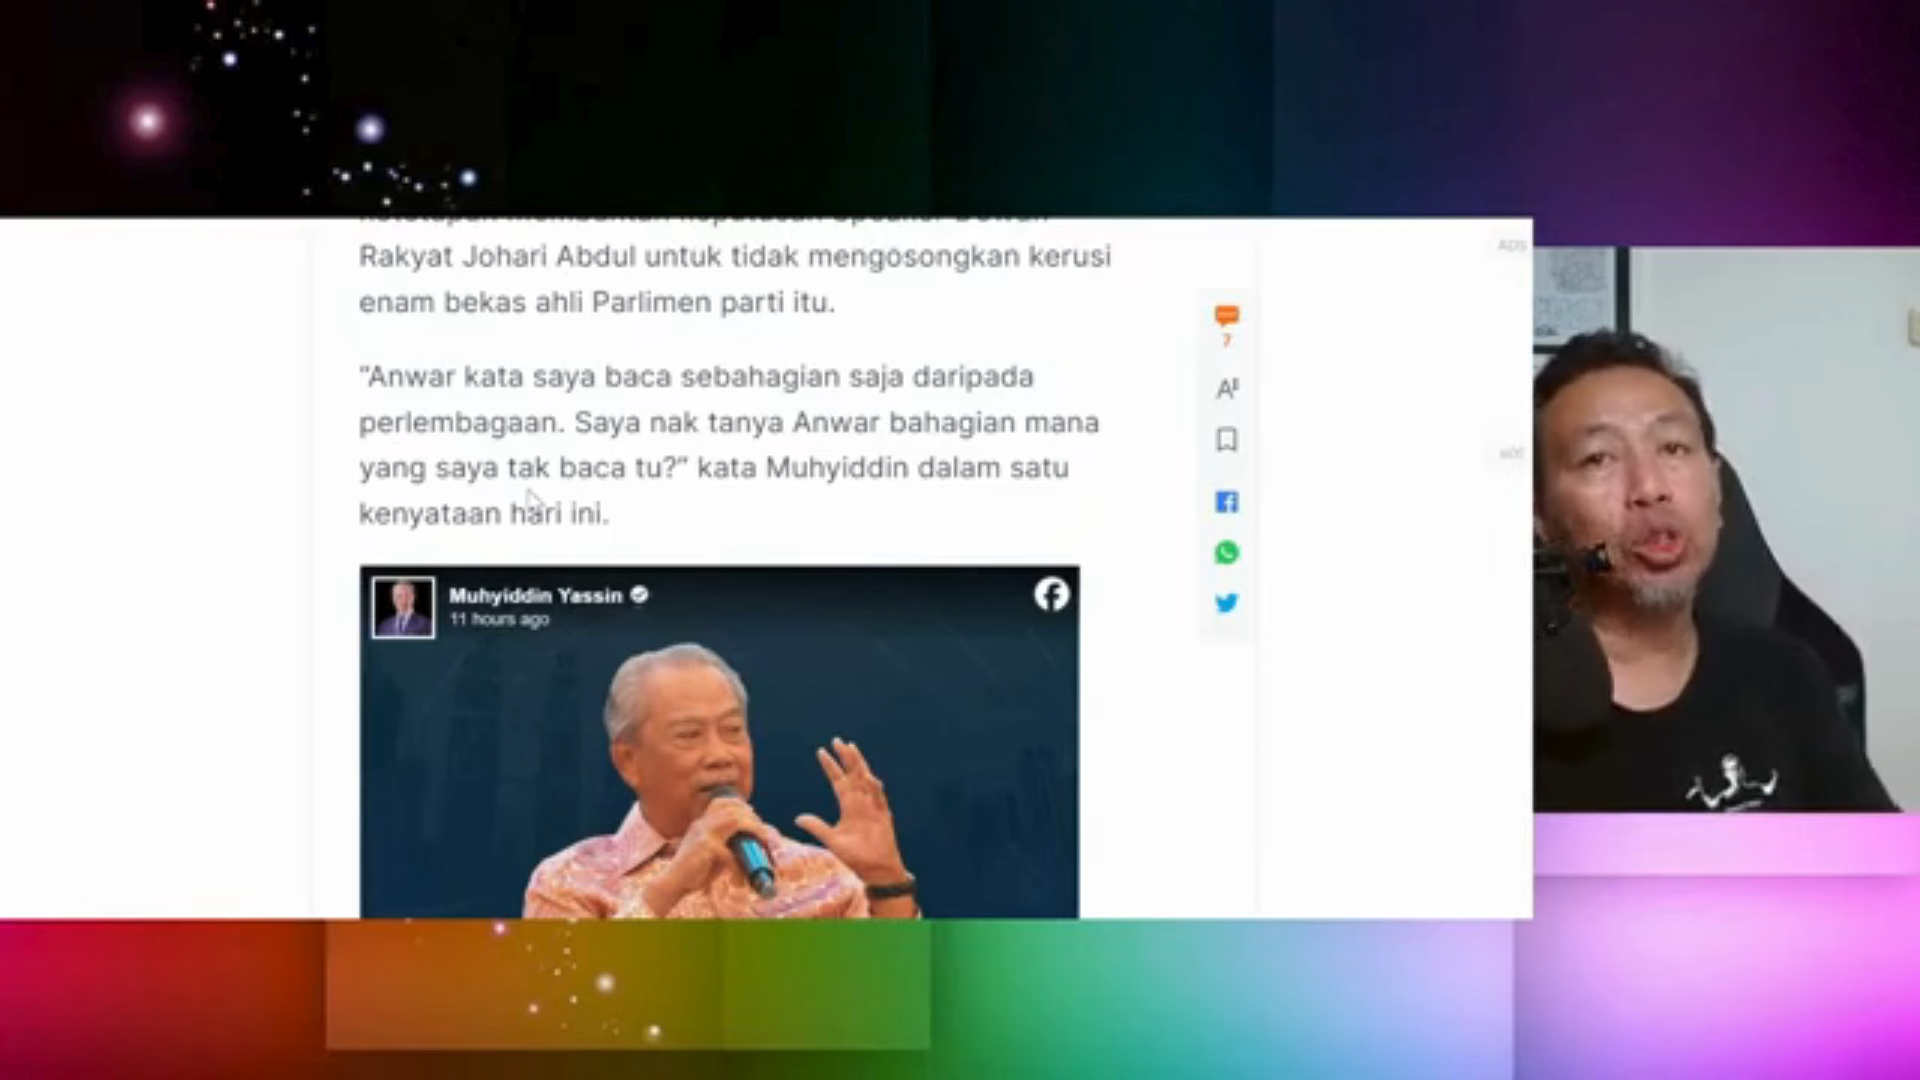 Rakyat Johari Abdul untuk tidak mengosongkan kerusi
enam bekas ahli Parlimen parti itu.
"Anwar kata saya baca sebahagian saja daripada
perlembagaan. Saya nak tanya Anwar bahagian mana
yang saya tak baca tu?" kata Muhyiddin dalam satu
kenyataan hari ini.
7
Muhyiddin Yassin
11 hours ago
ADS